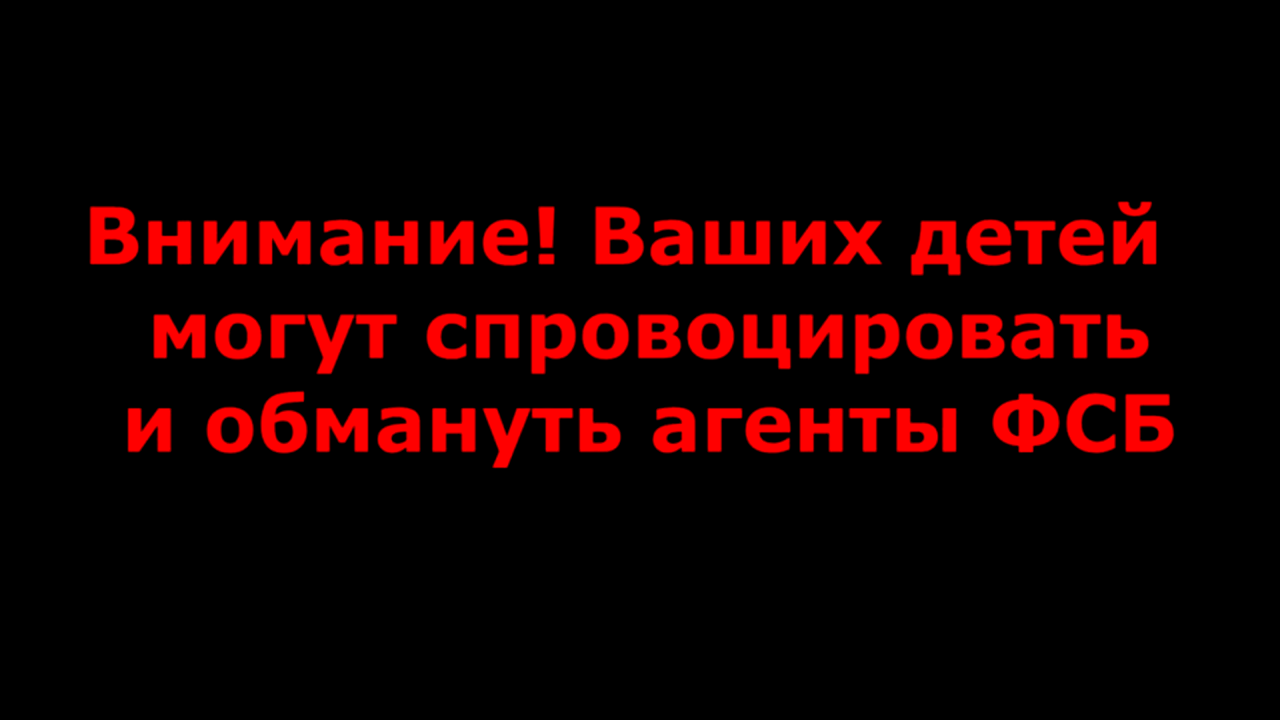 Внимание! Ваших детей
могут спровоцировать
и обмануть агенты ФСБ